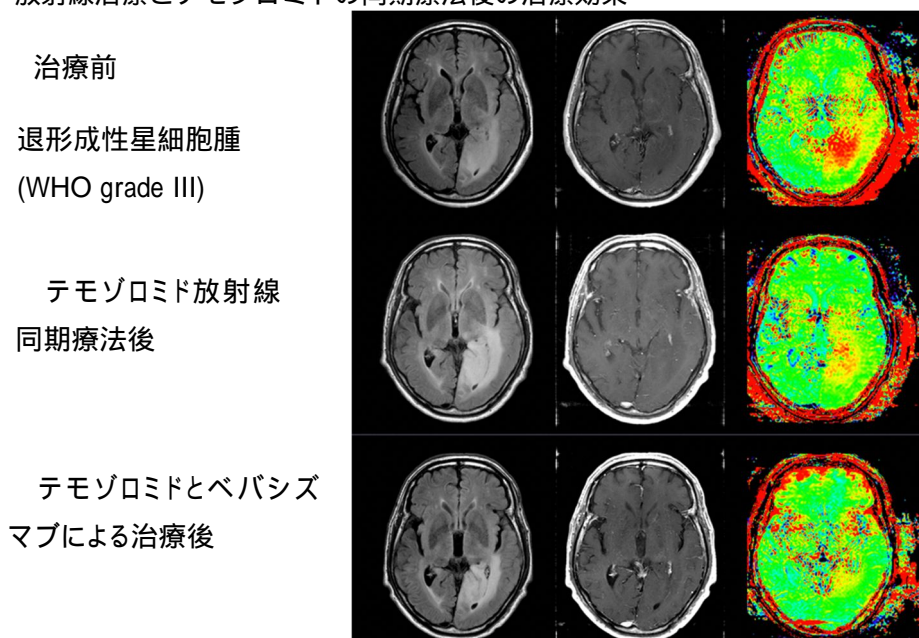 放射線治療とテモゾロミドの同期療法後の治療効果
治療前
退形成性星細胞腫
(WHO grade III)
テモゾロミド放射線
同期療法後
テモゾロミドとベバシズ
マブによる治療後